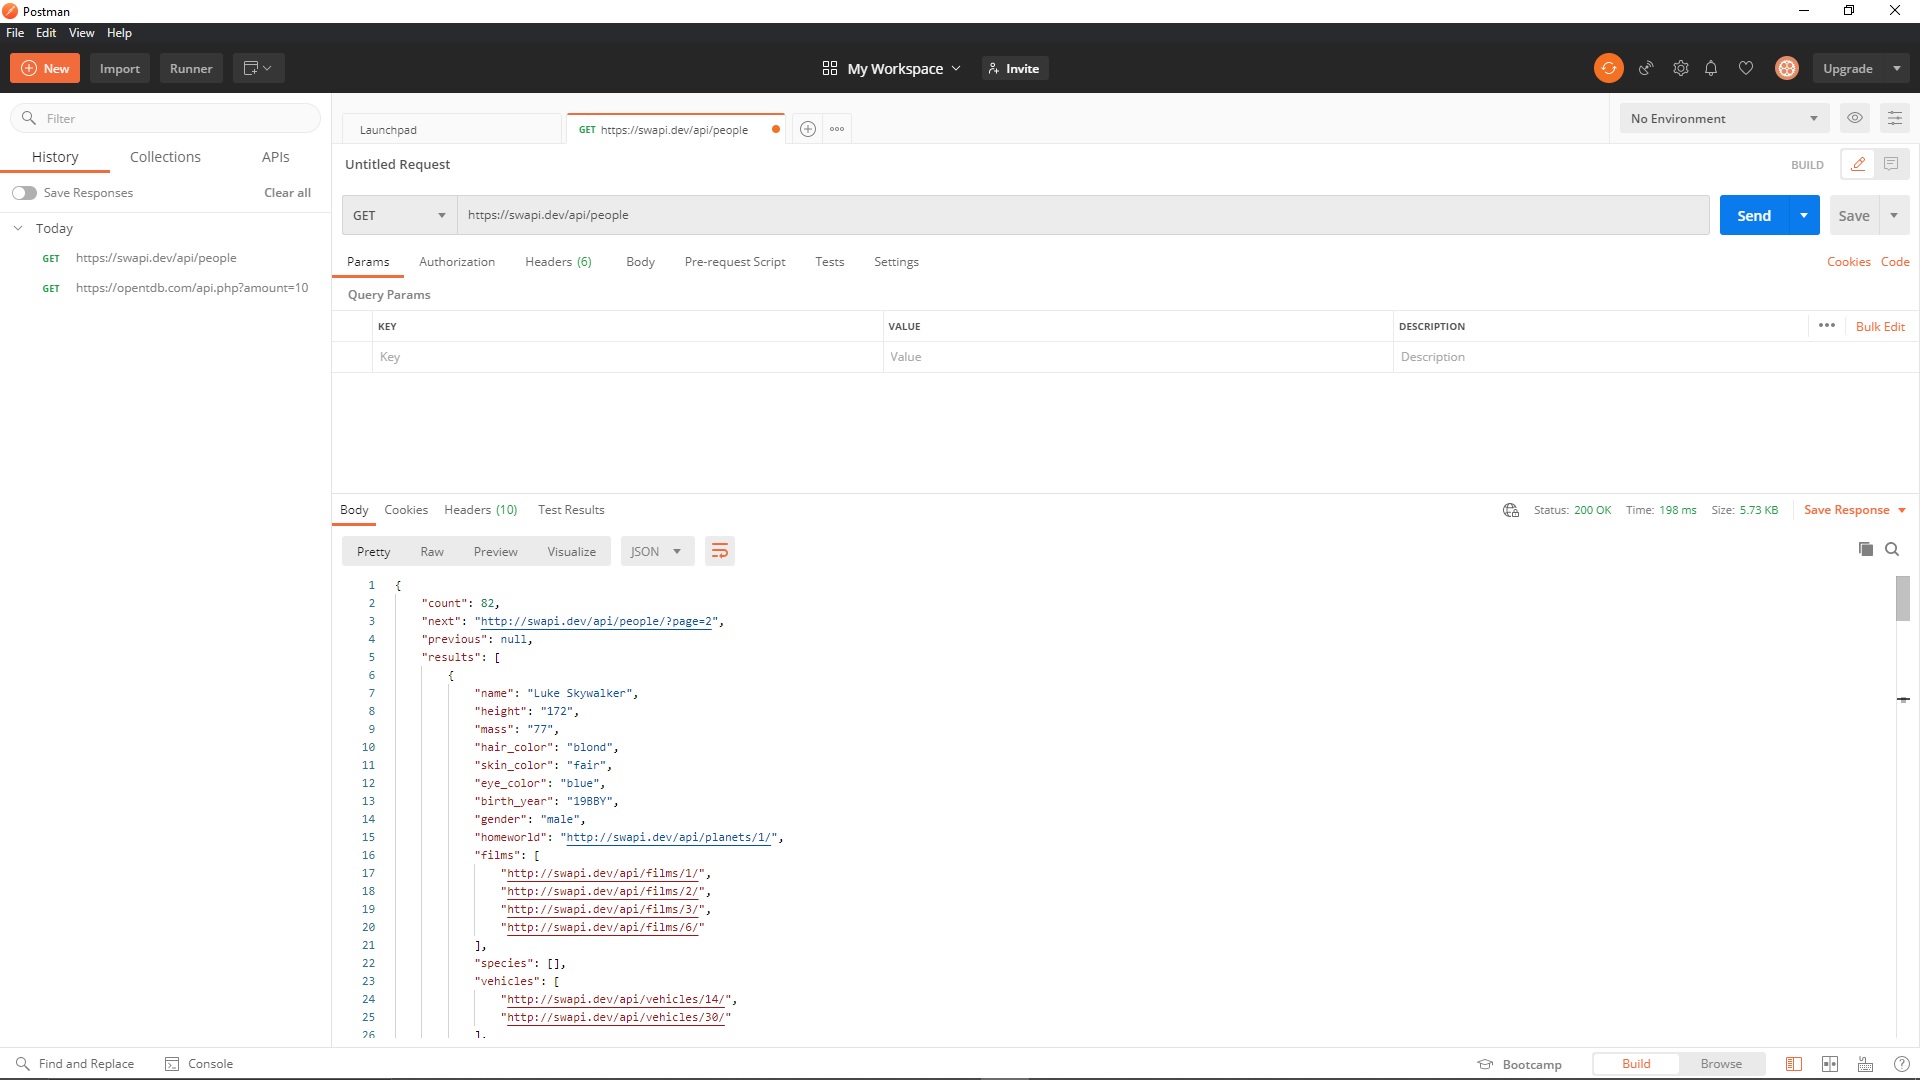 Postman
File Edit View Help
New Import Runner My Workspace Invite Upgrade
Filter
History Collections APIs
Save Responses Clear all
Today
GET https://swapi.dev/api/people
GET https://opentdb.com/api.php?amount=10
Launchpad GET https://swapi.dev/api/people No Environment
Untitled Request BUILD
GET https://swapi.dev/api/people Send Save
Params Authorization Headers (6) Body Pre-request Script Tests Settings Cookies Code
Query Params
KEY VALUE DESCRIPTION Bulk Edit
Key Value Description
Body Cookies Headers (10) Test Results Status: 200 OK Time: 198 ms Size: 5.73 KB Save Response
Pretty Raw Preview Visualize JSON
1 {
2 "count": 82,
3 "next": "http://swapi.dev/api/people/?page=2",
4 "previous": null,
5 "results": [
6 {
7 "name": "Luke Skywalker",
8 "height": "172",
9 "mass": "77",
10 "hair_color": "blond",
11 "skin_color": "fair",
12 "eye_color": "blue",
13 "birth_year": "19BBY",
14 "gender": "male",
15 "homeworld": "http://swapi.dev/api/planets/1/",
16 "films": [
17 "http://swapi.dev/api/films/1/",
18 "http://swapi.dev/api/films/2/",
19 "http://swapi.dev/api/films/3/",
20 "http://swapi.dev/api/films/6/"
21 ],
22 "species": [],
23 "vehicles": [
24 "http://swapi.dev/api/vehicles/14/",
25 "http://swapi.dev/api/vehicles/30/"
26 ],
Find and Replace Console Bootcamp Build Browse